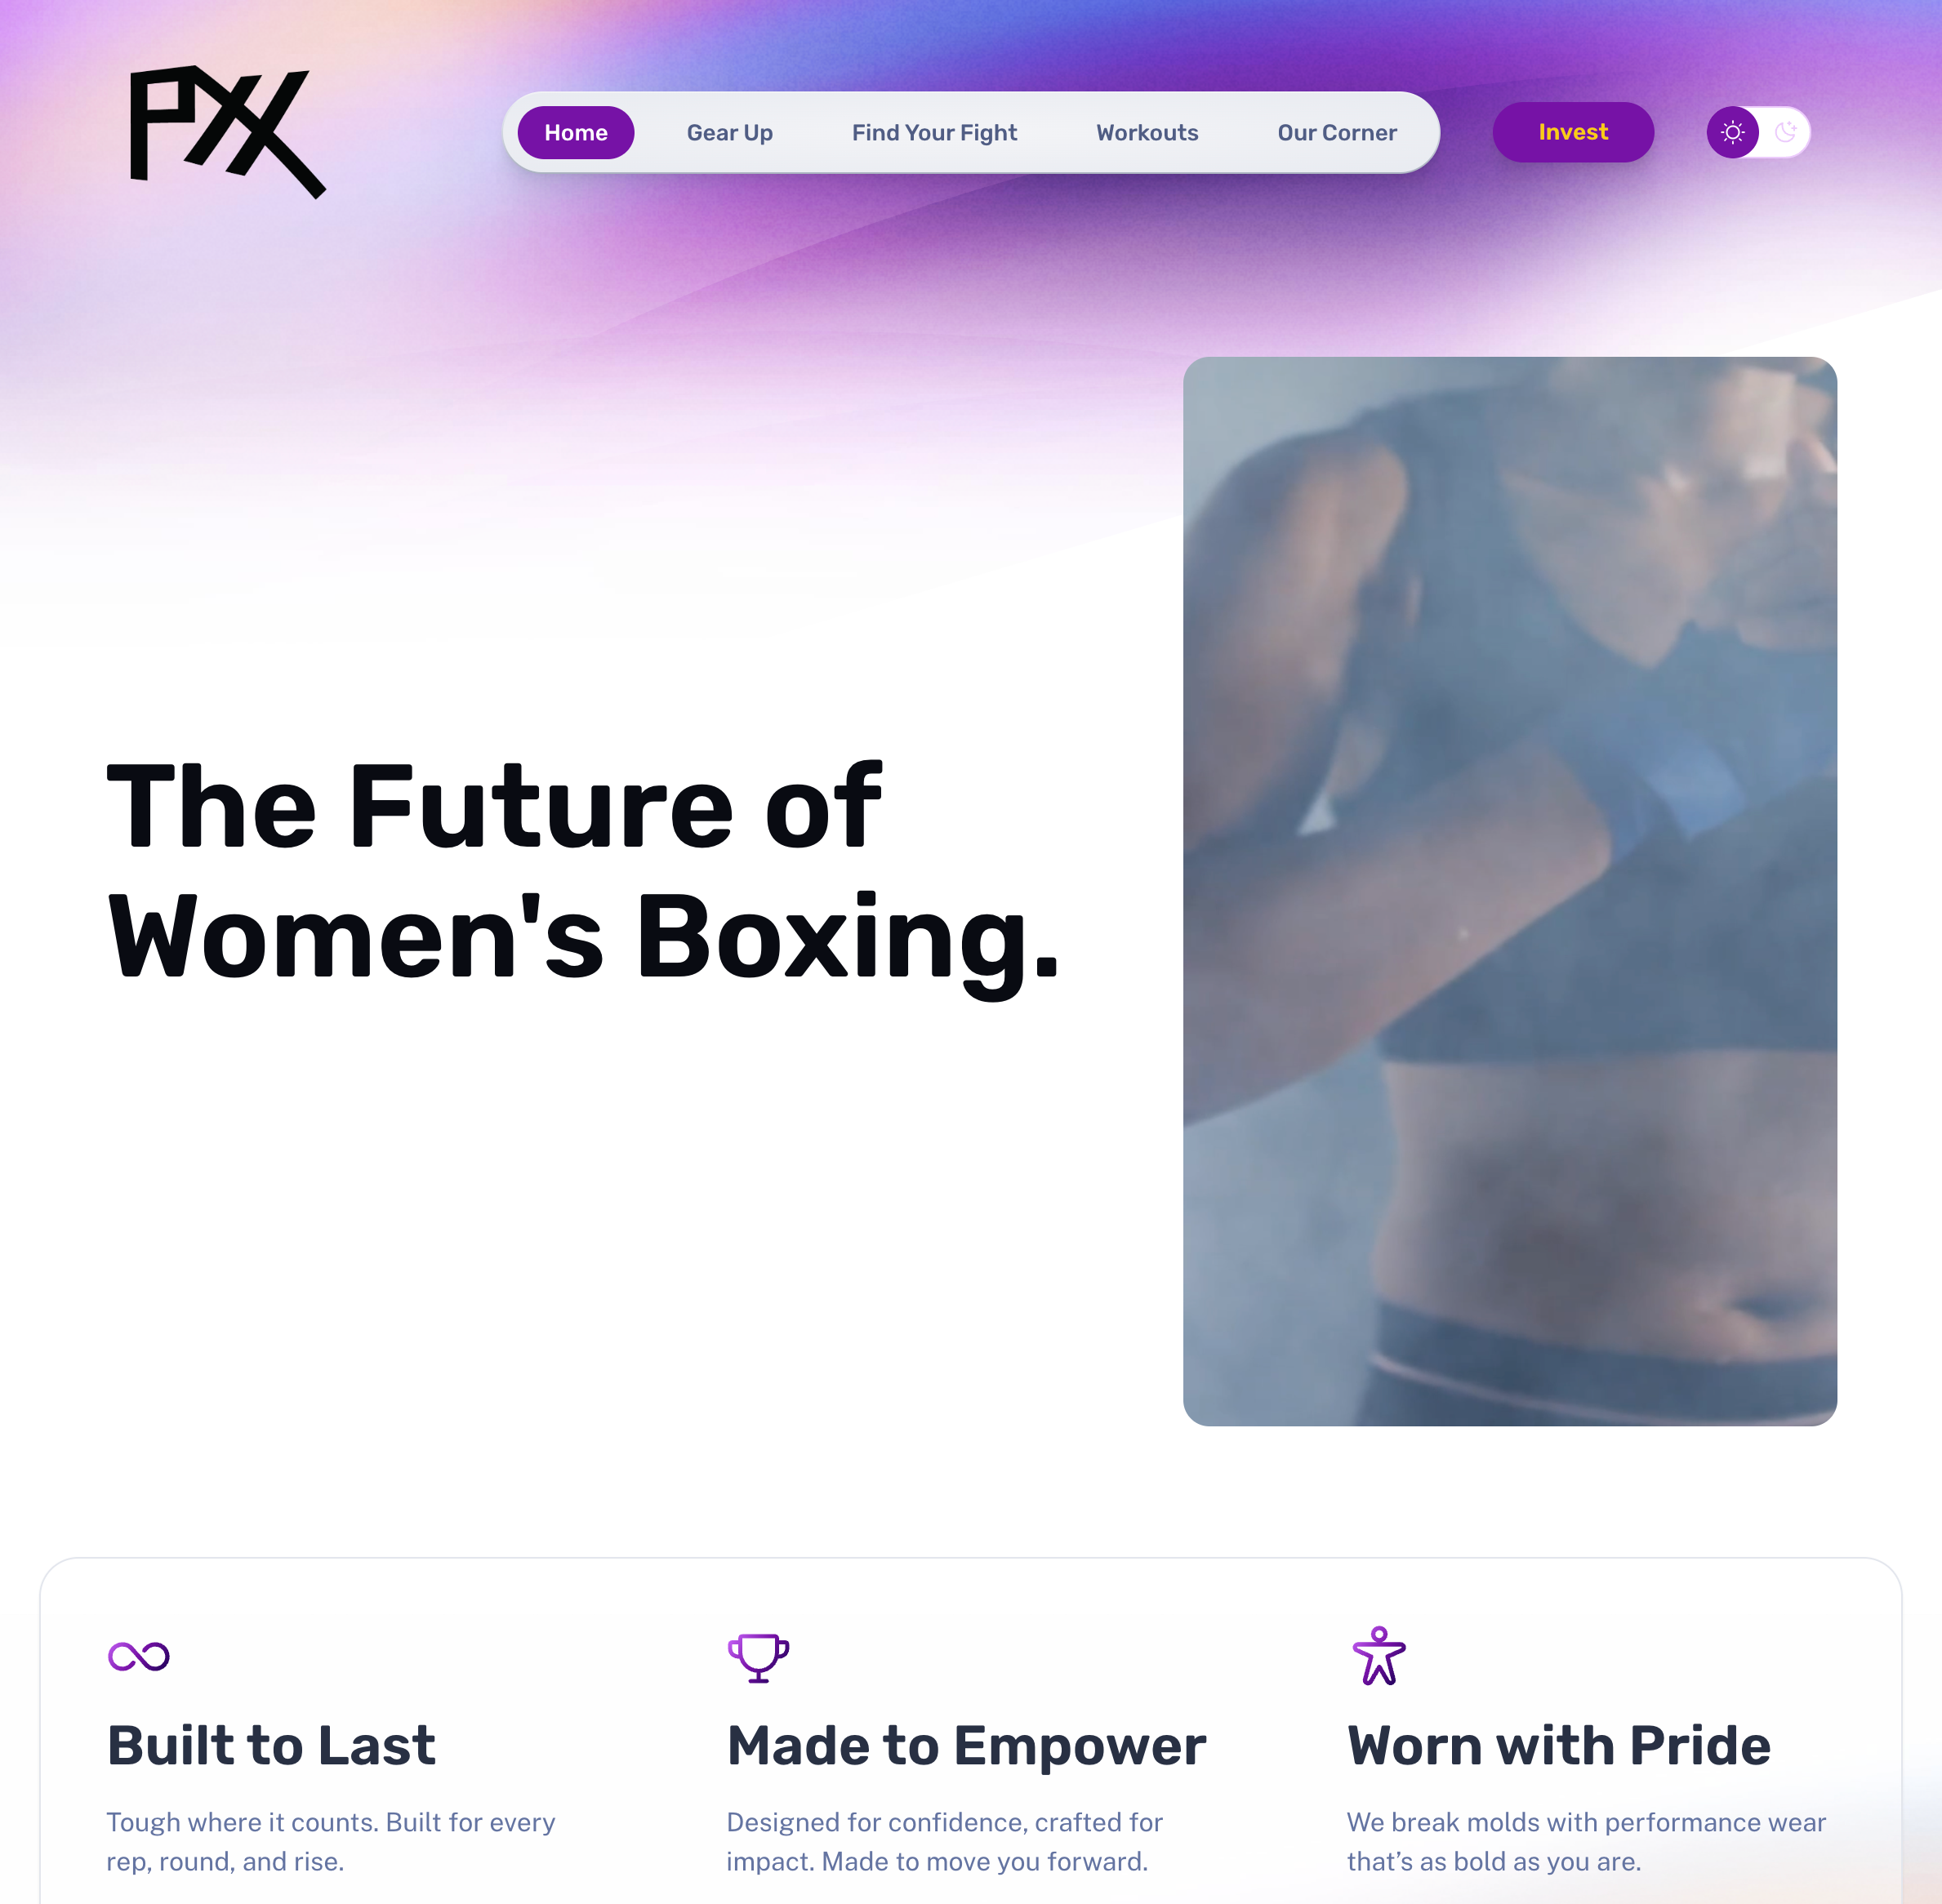 PXX
Home Gear Up Find Your Fight Workouts Our Corner Invest
The Future of
Women's Boxing.
Built to Last
Tough where it counts. Built for every
rep, round, and rise.
Made to Empower
Designed for confidence, crafted for
impact. Made to move you forward.
Worn with Pride
We break molds with performance wear
that’s as bold as you are.